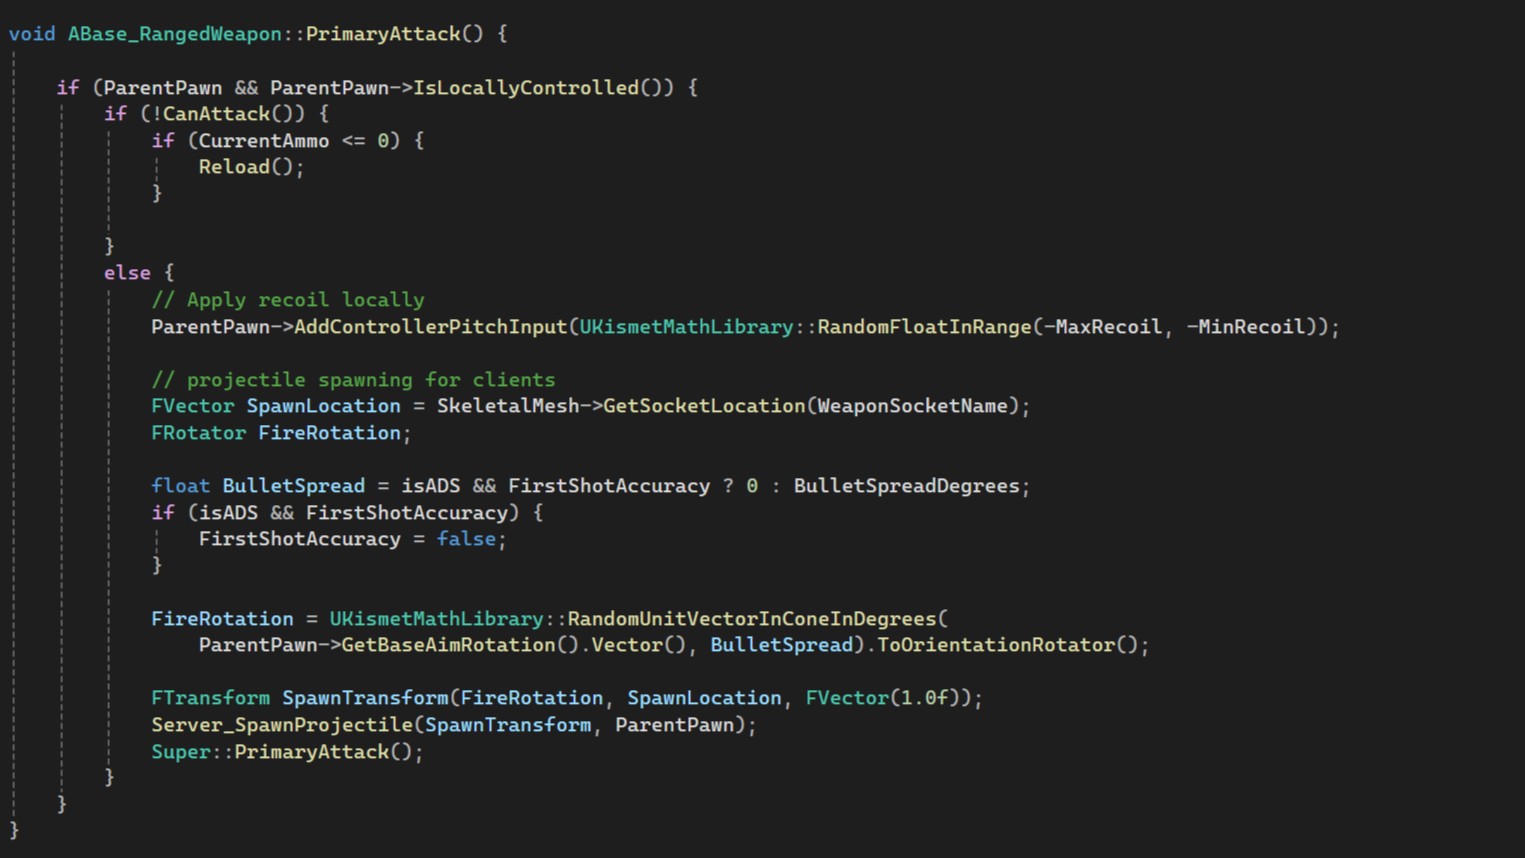 void ABase_RangedWeapon::PrimaryAttack() {
if (ParentPawn && ParentPawn->IsLocallyControlled()) {
if (!CanAttack()) {
if (CurrentAmmo <= 0) {
Reload();
}
}
else {
// Apply recoil locally
ParentPawn->AddControllerPitchInput(UKismetMathLibrary::RandomFloatInRange(-MaxRecoil, -MinRecoil));
// projectile spawning for clients
FVector SpawnLocation = SkeletalMesh->GetSocketLocation(WeaponSocketName);
FRotator FireRotation;
float BulletSpread = isADS && FirstShotAccuracy ? 0 : BulletSpreadDegrees;
if (isADS && FirstShotAccuracy) {
FirstShotAccuracy = false;
}
FireRotation = UKismetMathLibrary::RandomUnitVectorInConeInDegrees(
ParentPawn->GetBaseAimRotation().Vector(), BulletSpread).ToOrientationRotator();
FTransform SpawnTransform(FireRotation, SpawnLocation, FVector(1.0f));
Server_SpawnProjectile(SpawnTransform, ParentPawn);
Super::PrimaryAttack();
}
}
}